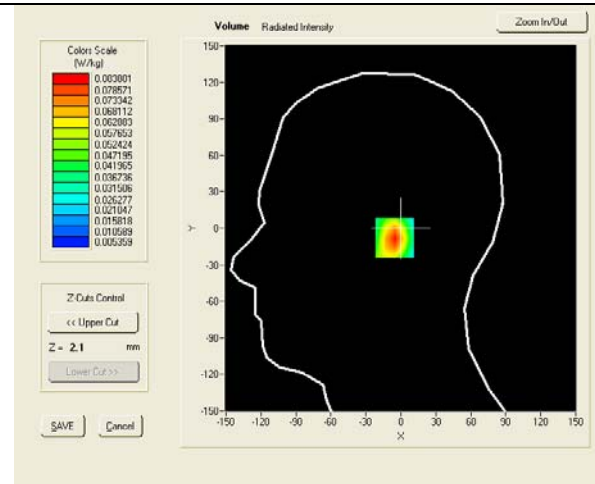 Volume Radiated Intensity
Zoom In/Out
Colors Scale
(W/kg)
0.078571
0.073342
0.068112
0.062883
0.057653
0.052424
0.047195
0.041965
0.036736
0.031506
0.026277
0.021047
0.015818
0.010589
0.005359
Z-Cuts Control
<< Upper Cut
Z = 2.1 mm
Lower Cut >>
SAVE Cancel
150
120
90
60
30
0
-30
-60
-90
-120
-150
Y
-150 -120 -90 -60 -30 0 30 60 90 120 150
X